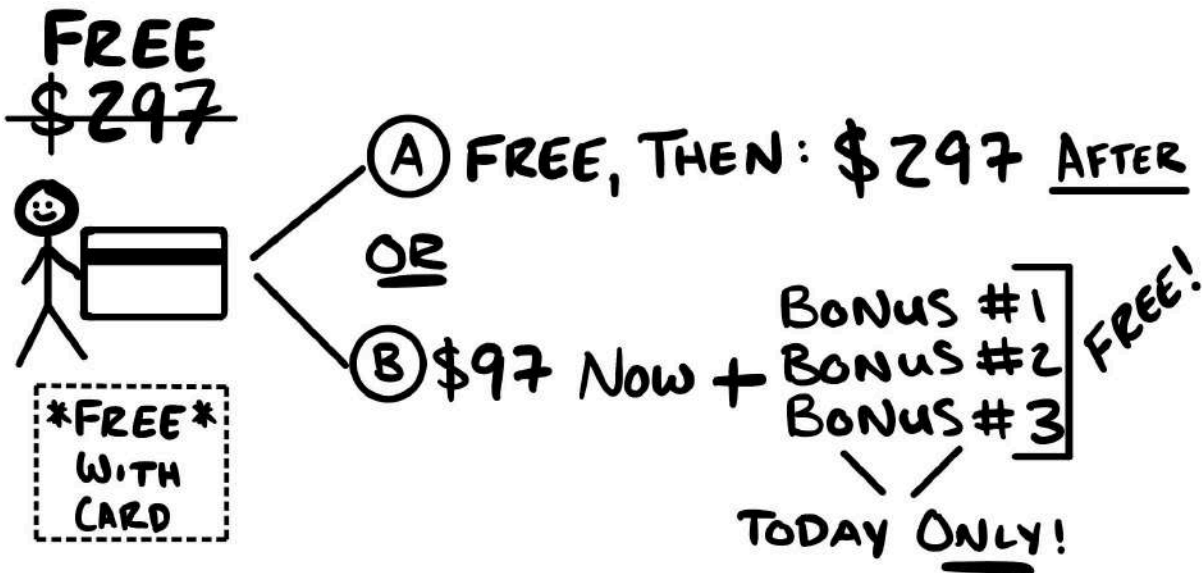 FREE
$297
*FREE*
WITH
CARD
A FREE, THEN: $297 AFTER
OR
B $97 NOW +
BONUS #1
BONUS #2
BONUS #3
FREE!
TODAY ONLY!